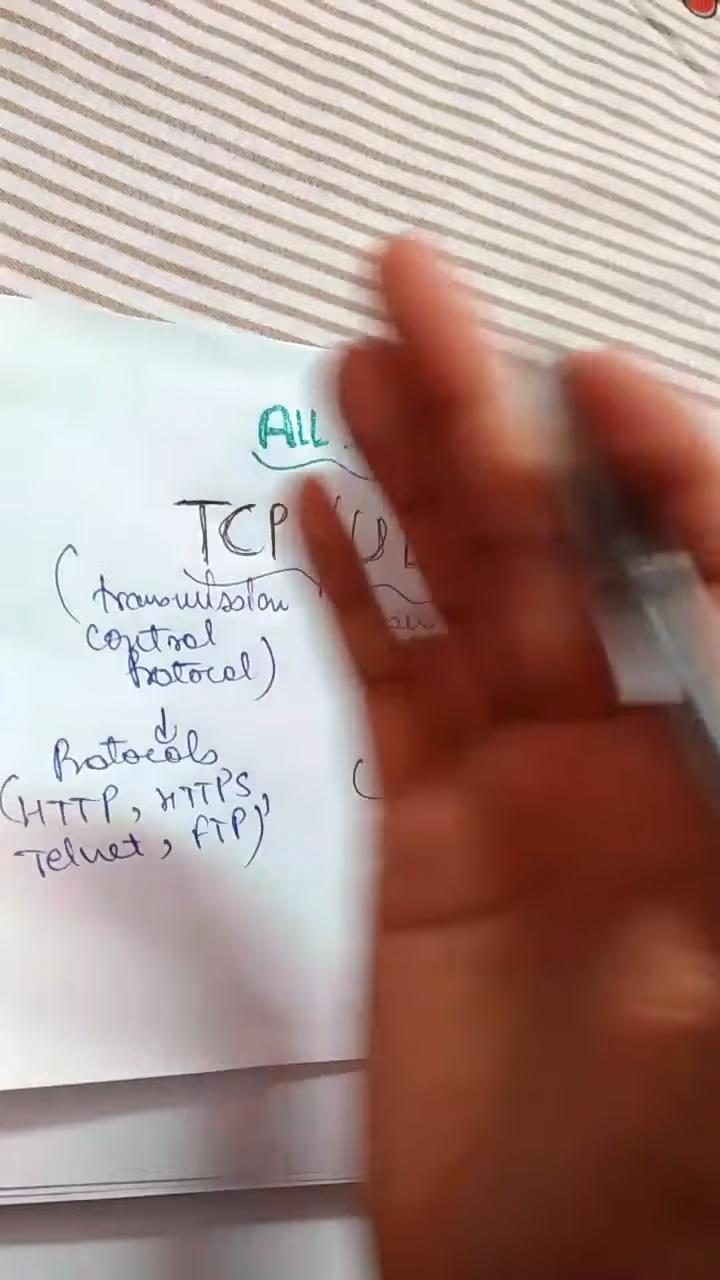 ALL
TCP
(transmission
control
Protocol)
Protocols
(HTTP, HTTPS,
Telnet, FTP)